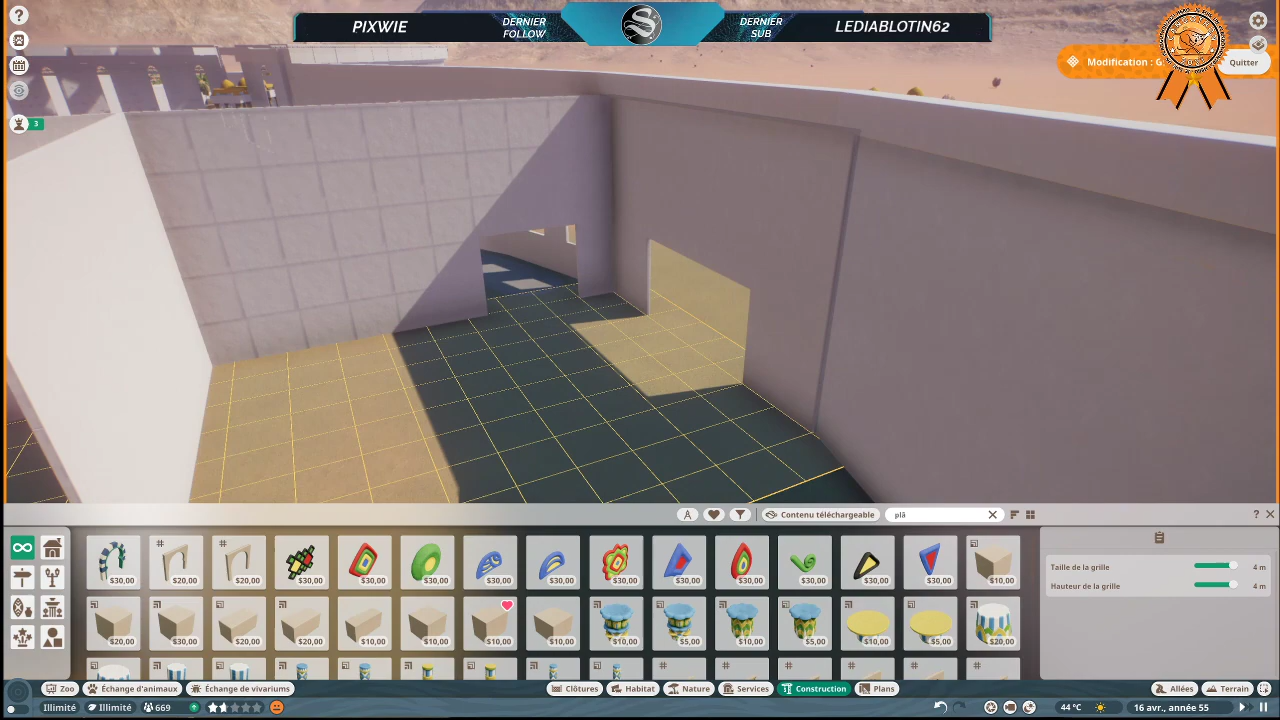 PIXWIE
DERNIER
FOLLOW
DERNIER
SUB
LEDIABLOTIN62
?
Modification : G
Quitter
3
A
Contenu téléchargeable
plâ
?
$30,00 $20,00 $20,00 $30,00 $30,00 $30,00 $30,00 $30,00 $30,00 $30,00 $30,00 $30,00 $30,00 $30,00 $10,00
$20,00 $30,00 $20,00 $20,00 $10,00 $10,00 $10,00 $10,00 $10,00 $5,00 $10,00 $5,00 $10,00 $5,00 $20,00
Taille de la grille 4 m
Hauteur de la grille 4 m
Zoo
Échange d'animaux
Échange de vivariums
Clôtures
Habitat
Nature
Services
Construction
Plans
Allées
Terrain
Illimité
Illimité
669
44 °C
16 avr., année 55